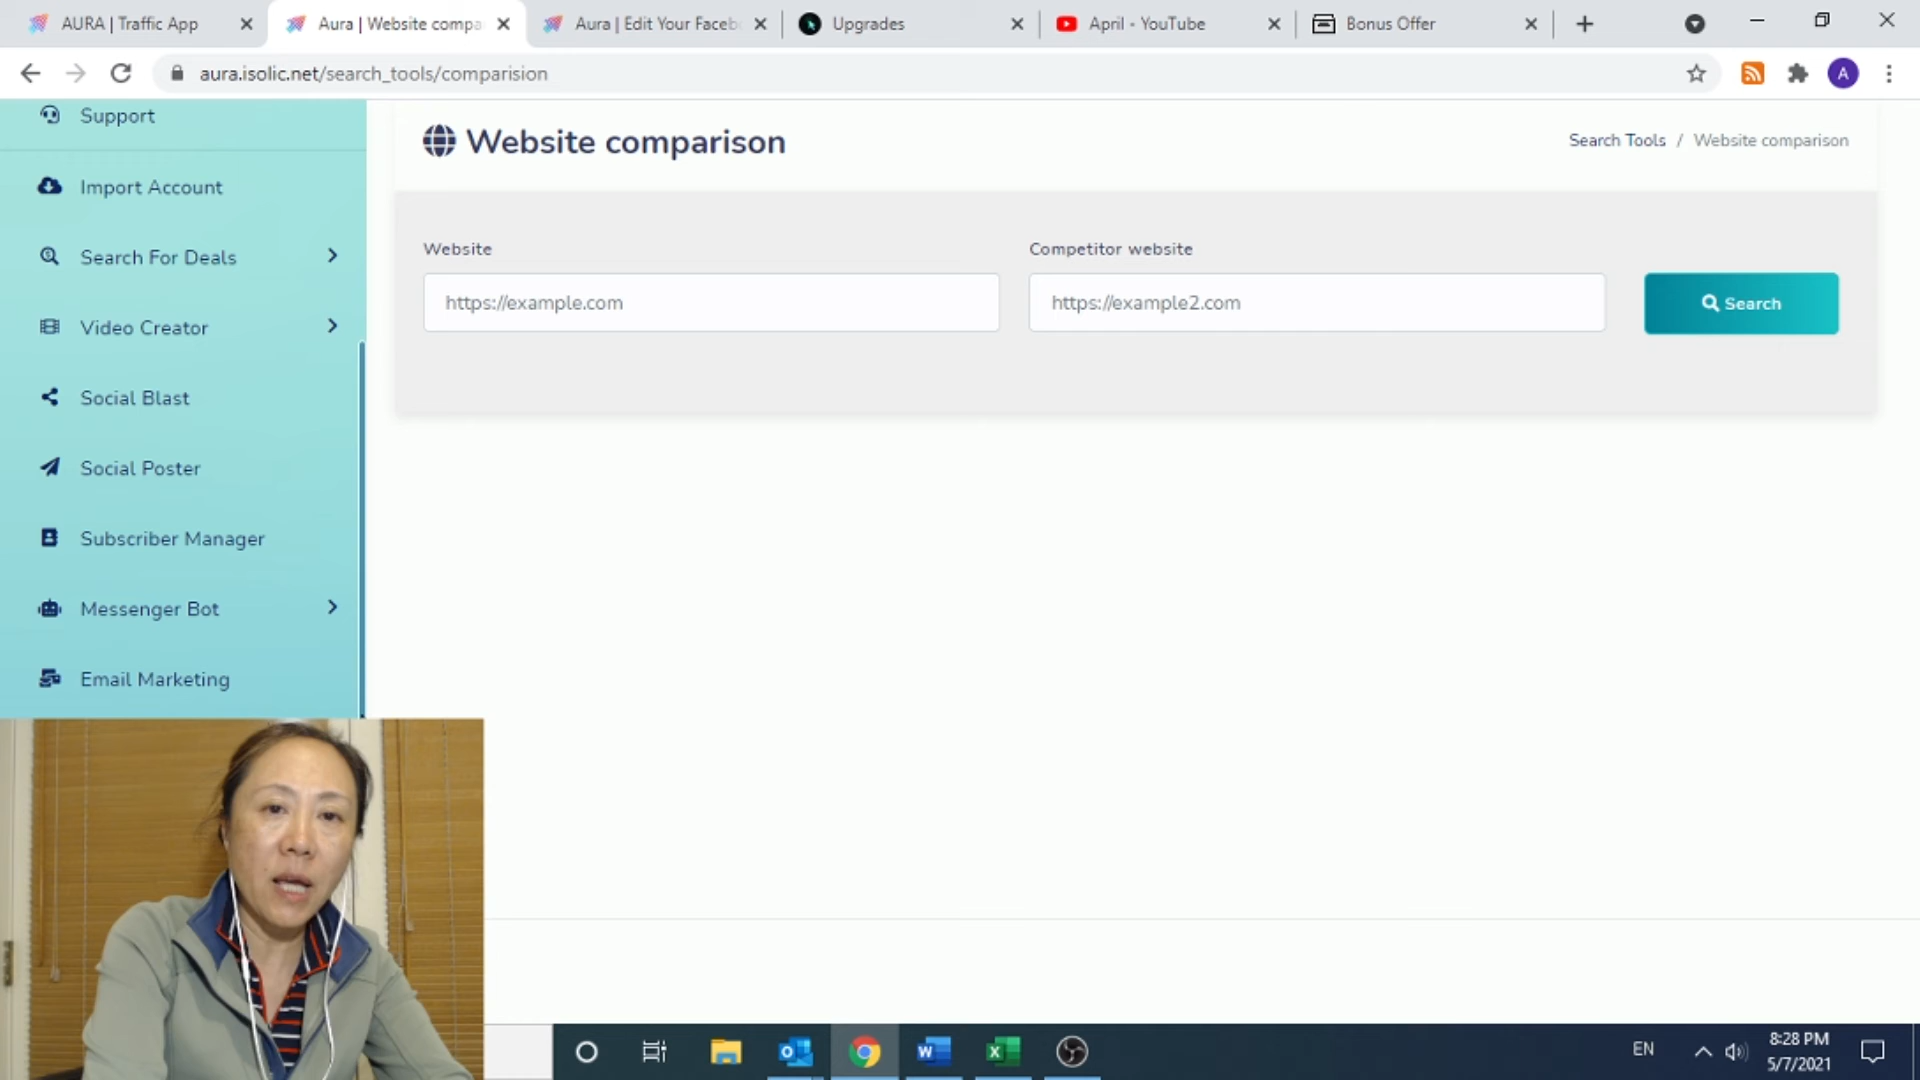 AURA | Traffic App
Aura | Website compa
Aura | Edit Your Faceb
Upgrades
April - YouTube
Bonus Offer
aura.isolic.net/search_tools/comparision
A
Support
Import Account
Search For Deals
Video Creator
Social Blast
Social Poster
Subscriber Manager
Messenger Bot
Email Marketing
Website comparison
Search Tools / Website comparison
Website
https://example.com
Competitor website
https://example2.com
Search
EN
8:28 PM
5/7/2021